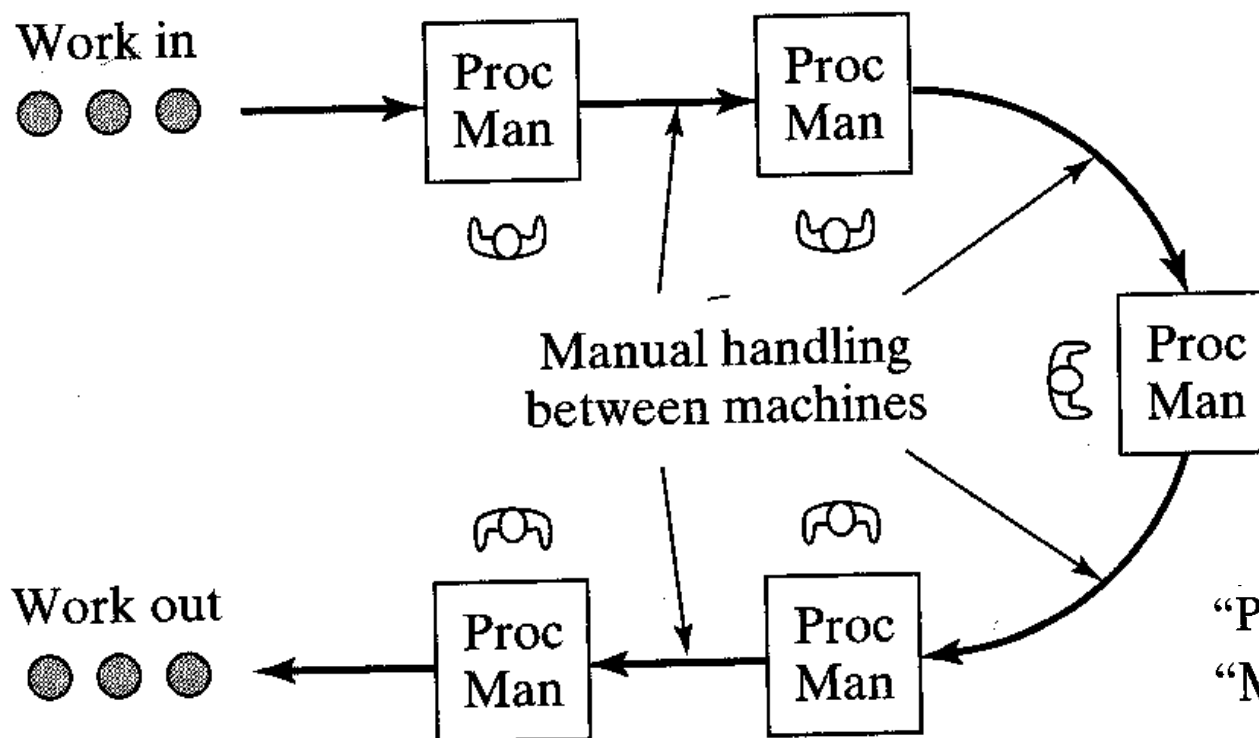 Work in
Proc
Man
Proc
Man
Manual handling
between machines
Proc
Man
Work out
Proc
Man
Proc
Man
“P
“M